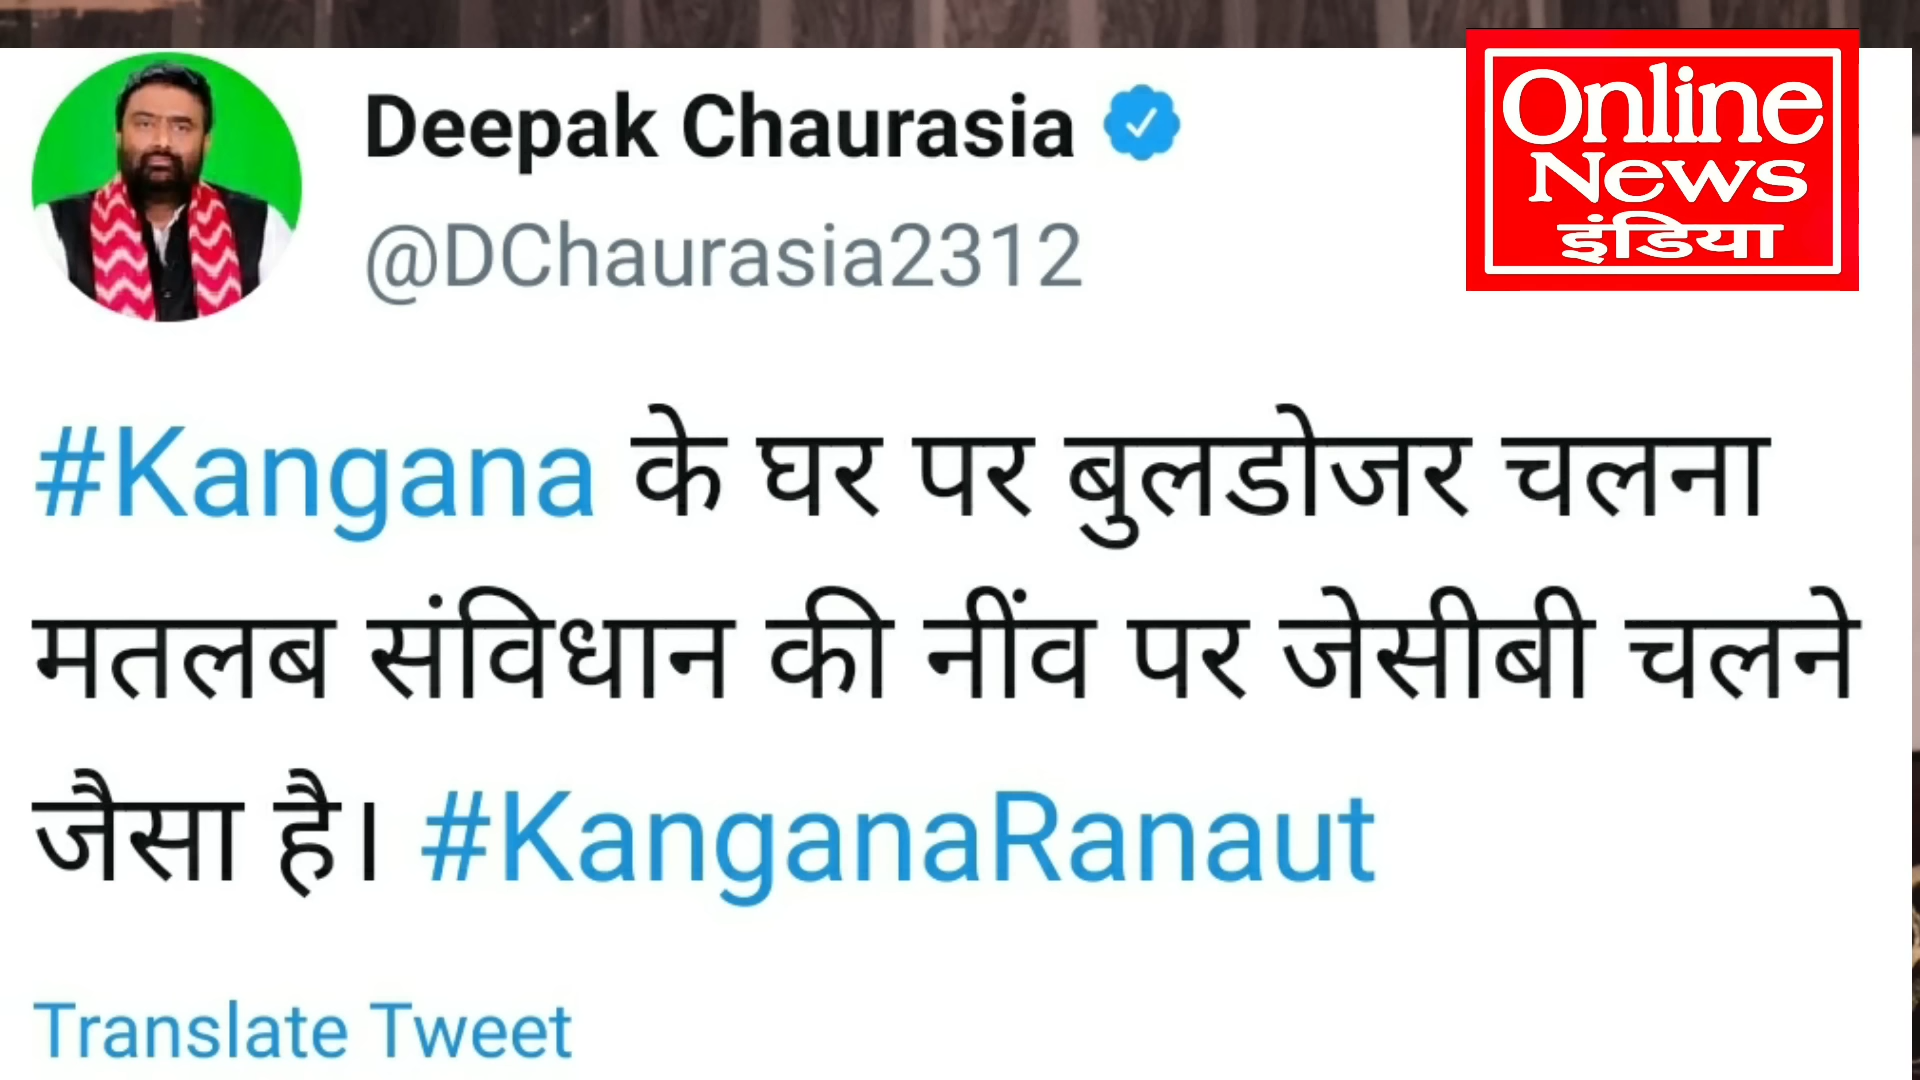 Deepak Chaurasia
@DChaurasia2312
Online
News
इंडिया
#Kangana के घर पर बुलडोजर चलना
मतलब संविधान की नींव पर जेसीबी चलने
जैसा है। #KanganaRanaut
Translate Tweet